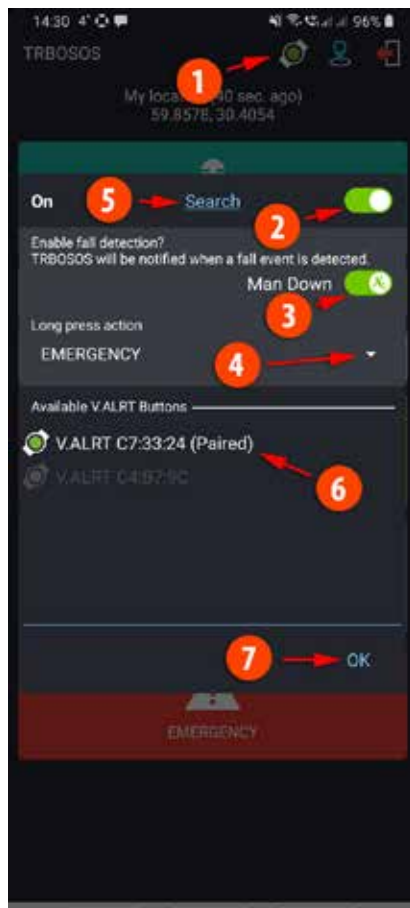 14:30 4° 96%
TRBOSOS
1
My loca (40 sec. ago)
59.8578, 30.4054
On 5 Search
2
Enable fall detection?
TRBOSOS will be notified when a fall event is detected.
Man Down
3
Long press action
EMERGENCY
4
Available V.ALRT Buttons
V.ALRT C7:33:24 (Paired)
V.ALRT C4:B7:9C
6
7 OK
EMERGENCY